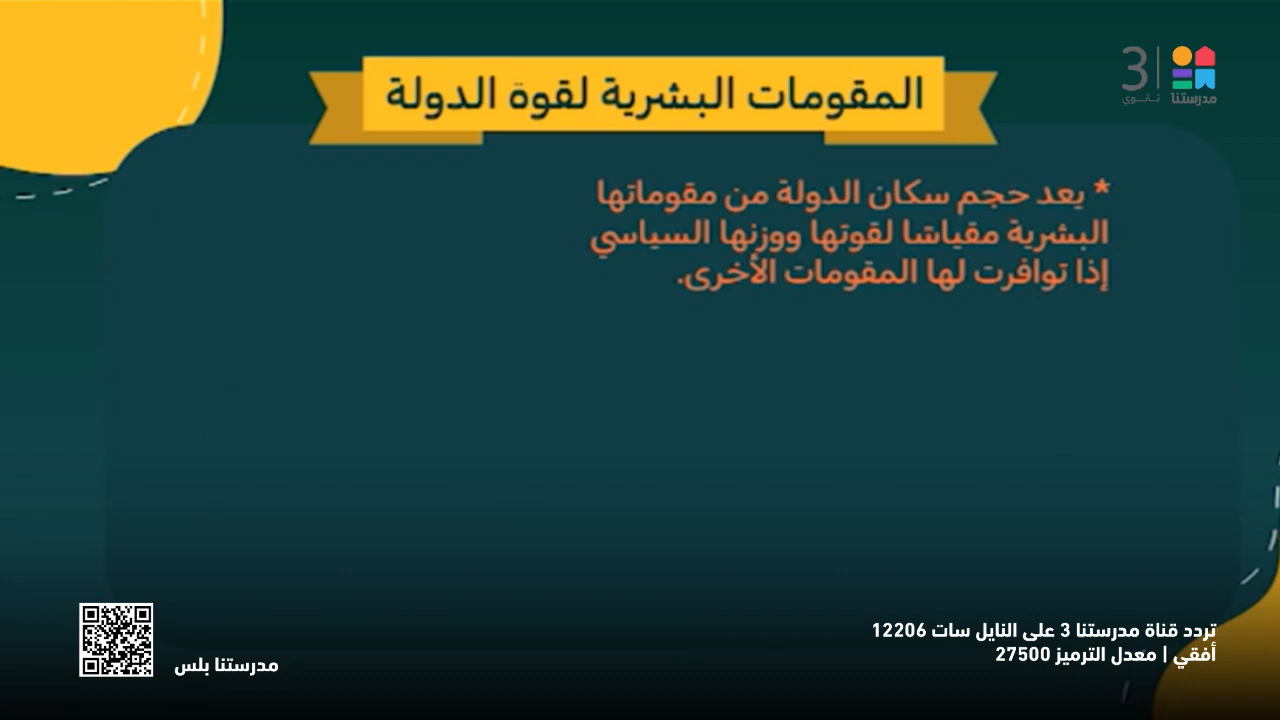 3
ثانوي
مدرستنا
المقومات البشرية لقوة الدولة
* يعد حجم سكان الدولة من مقوماتها
البشرية مقياسًا لقوتها ووزنها السياسي
إذا توافرت لها المقومات الأخرى.
تردد قناة مدرستنا 3 على النايل سات 12206
أفقي | معدل الترميز 27500
مدرستنا بلس